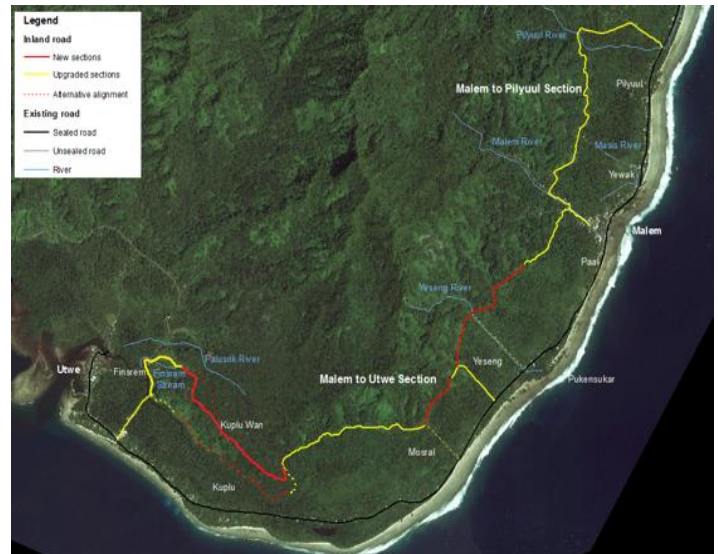 Legend
Inland road
New sections
Upgraded sections
Alternative alignment
Existing road
Sealed road
Unsealed road
River
Pilyuul River
Pilyuul
Malem to Pilyuul Section
Malem River
Masis River
Yewak
Malem
Paal
Yeseng River
Yeseng
Pukensukar
Malem to Utwe Section
Mosral
Palusrik River
Utwe
Finsrem
Finsrem
Stream
Kuplu Wan
Kuplu